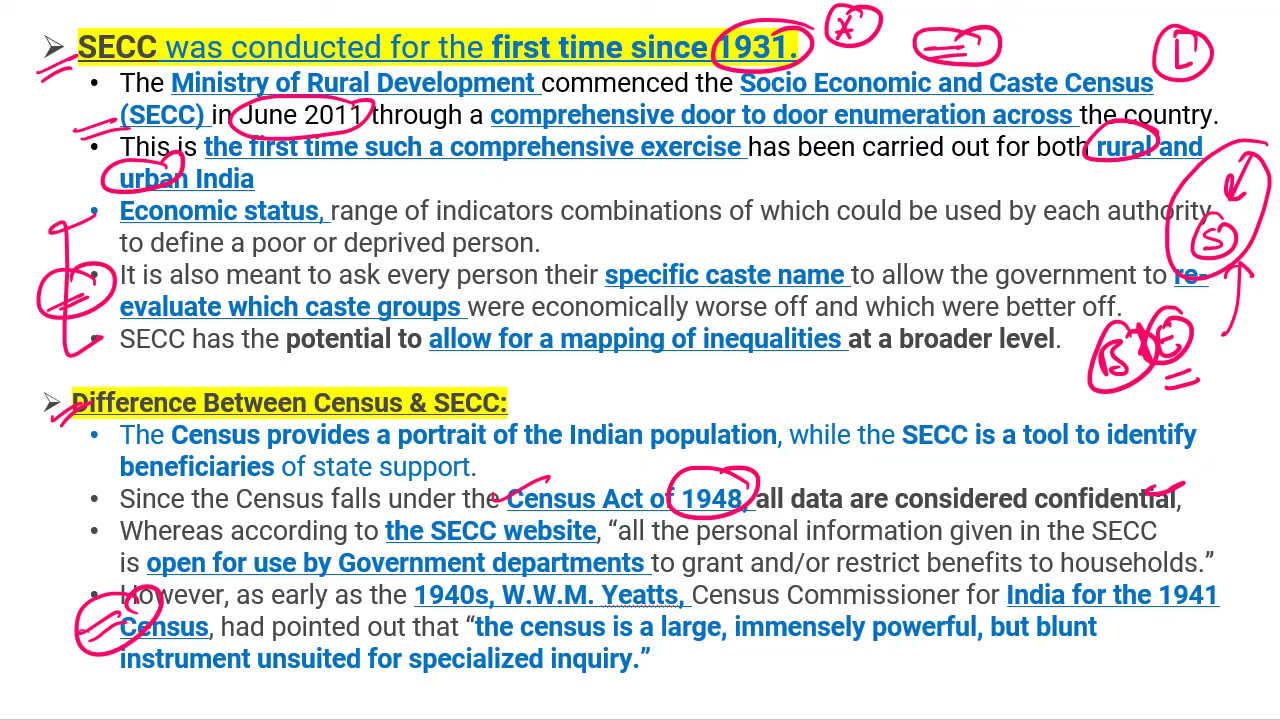 ➢ SECC was conducted for the first time since 1931.
• The Ministry of Rural Development commenced the Socio Economic and Caste Census
(SECC) in June 2011 through a comprehensive door to door enumeration across the country.
• This is the first time such a comprehensive exercise has been carried out for both rural and
urban India
• Economic status, range of indicators combinations of which could be used by each authority
to define a poor or deprived person.
• It is also meant to ask every person their specific caste name to allow the government to re-
evaluate which caste groups were economically worse off and which were better off.
• SECC has the potential to allow for a mapping of inequalities at a broader level.
➢ Difference Between Census & SECC:
• The Census provides a portrait of the Indian population, while the SECC is a tool to identify
beneficiaries of state support.
• Since the Census falls under the Census Act of 1948, all data are considered confidential,
• Whereas according to the SECC website, “all the personal information given in the SECC
is open for use by Government departments to grant and/or restrict benefits to households.”
• However, as early as the 1940s, W.W.M. Yeatts, Census Commissioner for India for the 1941
Census, had pointed out that “the census is a large, immensely powerful, but blunt
instrument unsuited for specialized inquiry.”
L
S
B
E